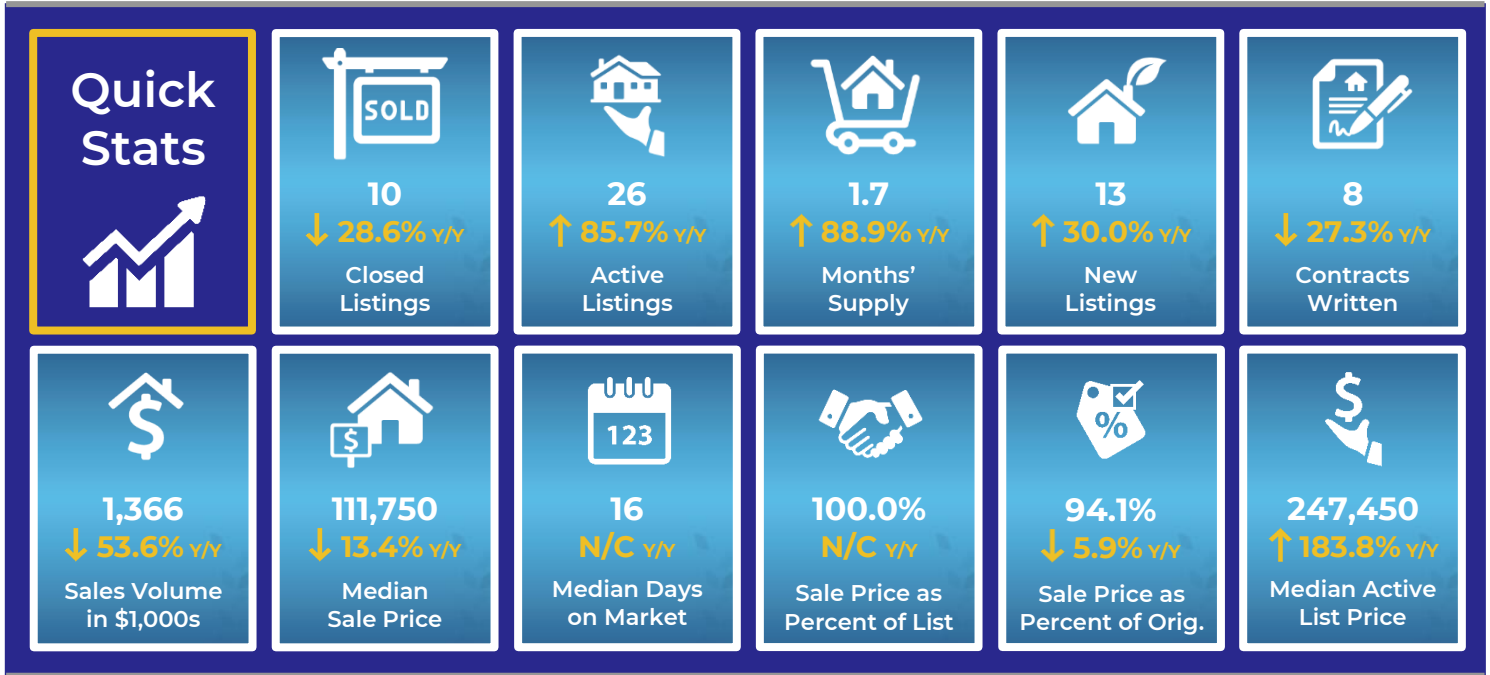 Quick
Stats
SOLD
10
↓ 28.6% Y/Y
Closed
Listings
26
↑ 85.7% Y/Y
Active
Listings
1.7
↑ 88.9% Y/Y
Months’
Supply
13
↑ 30.0% Y/Y
New
Listings
8
↓ 27.3% Y/Y
Contracts
Written
$
1,366
↓ 53.6% Y/Y
Sales Volume
in $1,000s
$
111,750
↓ 13.4% Y/Y
Median
Sale Price
123
16
N/C Y/Y
Median Days
on Market
100.0%
N/C Y/Y
Sale Price as
Percent of List
%
94.1%
↓ 5.9% Y/Y
Sale Price as
Percent of Orig.
$
247,450
↑ 183.8% Y/Y
Median Active
List Price